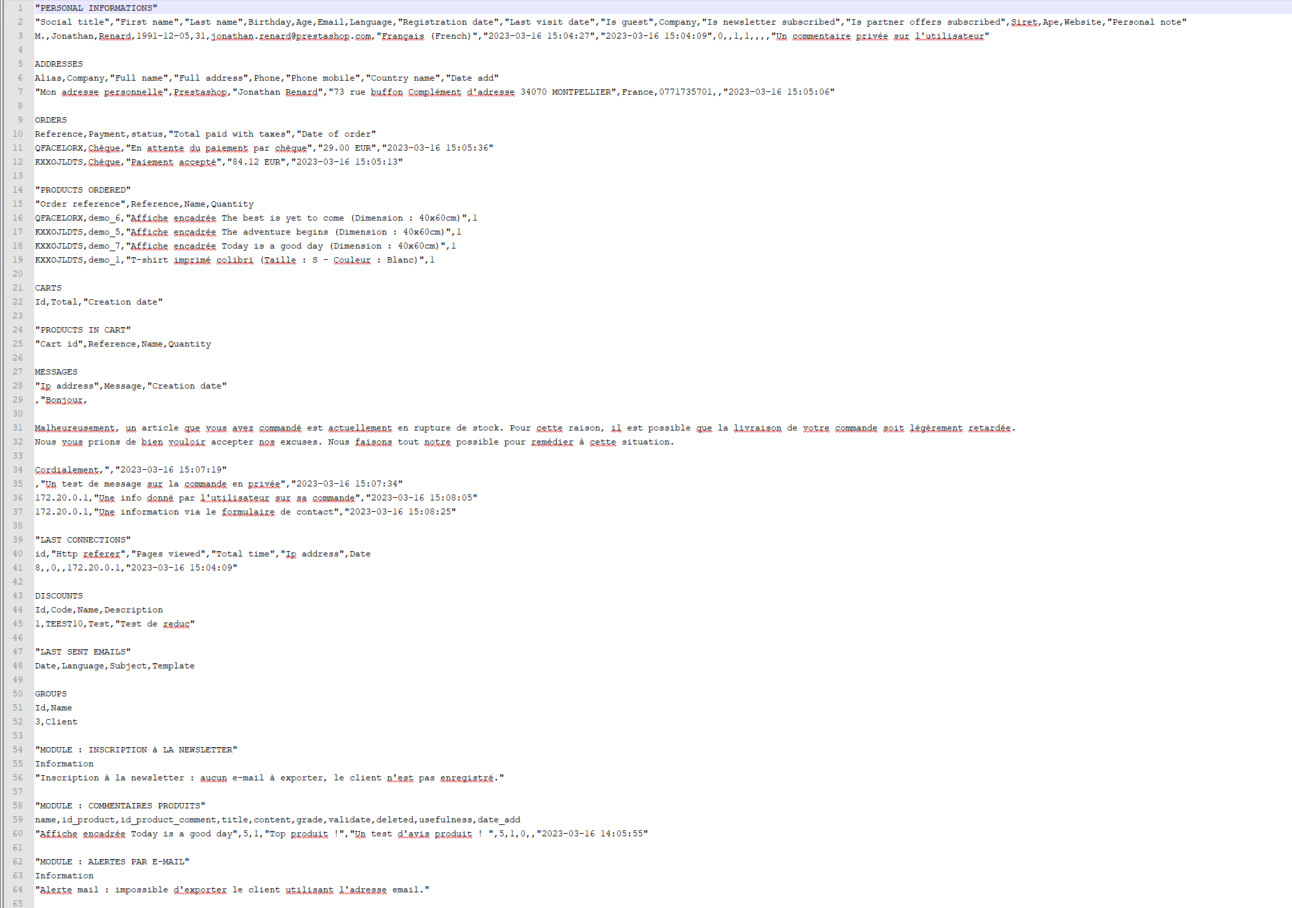 1 "PERSONAL INFORMATIONS"
2 "Social title","First name","Last name",Birthday,Age,Email,Language,"Registration date","Last visit date","Is guest",Company,"Is newsletter subscribed","Is partner offers subscribed",Siret,Ape,Website,"Personal note"
3 M.,Jonathan,Renard,1991-12-05,31,jonathan.renard@prestashop.com,"Français (French)","2023-03-16 15:04:27","2023-03-16 15:04:09",0,,1,1,,,,"Un commentaire privée sur l'utilisateur"
4
5 ADDRESSES
6 Alias,Company,"Full name","Full address",Phone,"Phone mobile","Country name","Date add"
7 "Mon adresse personnelle",Prestashop,"Jonathan Renard","73 rue buffon Complément d'adresse 34070 MONTPELLIER",France,0771735701,,"2023-03-16 15:05:06"
8
9 ORDERS
10 Reference,Payment,status,"Total paid with taxes","Date of order"
11 QFACELORX,Chèque,"En attente du paiement par chèque","29.00 EUR","2023-03-16 15:05:36"
12 KXXOJLDTS,Chèque,"Paiement accepté","84.12 EUR","2023-03-16 15:05:13"
13
14 "PRODUCTS ORDERED"
15 "Order reference",Reference,Name,Quantity
16 QFACELORX,demo_6,"Affiche encadrée The best is yet to come (Dimension : 40x60cm)",1
17 KXXOJLDTS,demo_5,"Affiche encadrée The adventure begins (Dimension : 40x60cm)",1
18 KXXOJLDTS,demo_7,"Affiche encadrée Today is a good day (Dimension : 40x60cm)",1
19 KXXOJLDTS,demo_1,"T-shirt imprimé colibri (Taille : S - Couleur : Blanc)",1
20
21 CARTS
22 Id,Total,"Creation date"
23
24 "PRODUCTS IN CART"
25 "Cart id",Reference,Name,Quantity
26
27 MESSAGES
28 "Ip address",Message,"Creation date"
29 ,"Bonjour,
30
31 Malheureusement, un article que vous avez commandé est actuellement en rupture de stock. Pour cette raison, il est possible que la livraison de votre commande soit légèrement retardée.
32 Nous vous prions de bien vouloir accepter nos excuses. Nous faisons tout notre possible pour remédier à cette situation.
33
34 Cordialement,","2023-03-16 15:07:19"
35 ,"Un test de message sur la commande en privée","2023-03-16 15:07:34"
36 172.20.0.1,"Une info donné par l'utilisateur sur sa commande","2023-03-16 15:08:05"
37 172.20.0.1,"Une information via le formulaire de contact","2023-03-16 15:08:25"
38
39 "LAST CONNECTIONS"
40 id,"Http referer","Pages viewed","Total time","Ip address",Date
41 8,,0,,172.20.0.1,"2023-03-16 15:04:09"
42
43 DISCOUNTS
44 Id,Code,Name,Description
45 1,TEEST10,Test,"Test de reduc"
46
47 "LAST SENT EMAILS"
48 Date,Language,Subject,Template
49
50 GROUPS
51 Id,Name
52 3,Client
53
54 "MODULE : INSCRIPTION à LA NEWSLETTER"
55 Information
56 "Inscription à la newsletter : aucun e-mail à exporter, le client n'est pas enregistré."
57
58 "MODULE : COMMENTAIRES PRODUITS"
59 name,id_product,id_product_comment,title,content,grade,validate,deleted,usefulness,date_add
60 "Affiche encadrée Today is a good day",5,1,"Top produit !","Un test d'avis produit ! ",5,1,0,,"2023-03-16 14:05:55"
61
62 "MODULE : ALERTES PAR E-MAIL"
63 Information
64 "Alerte mail : impossible d'exporter le client utilisant l'adresse email."
65